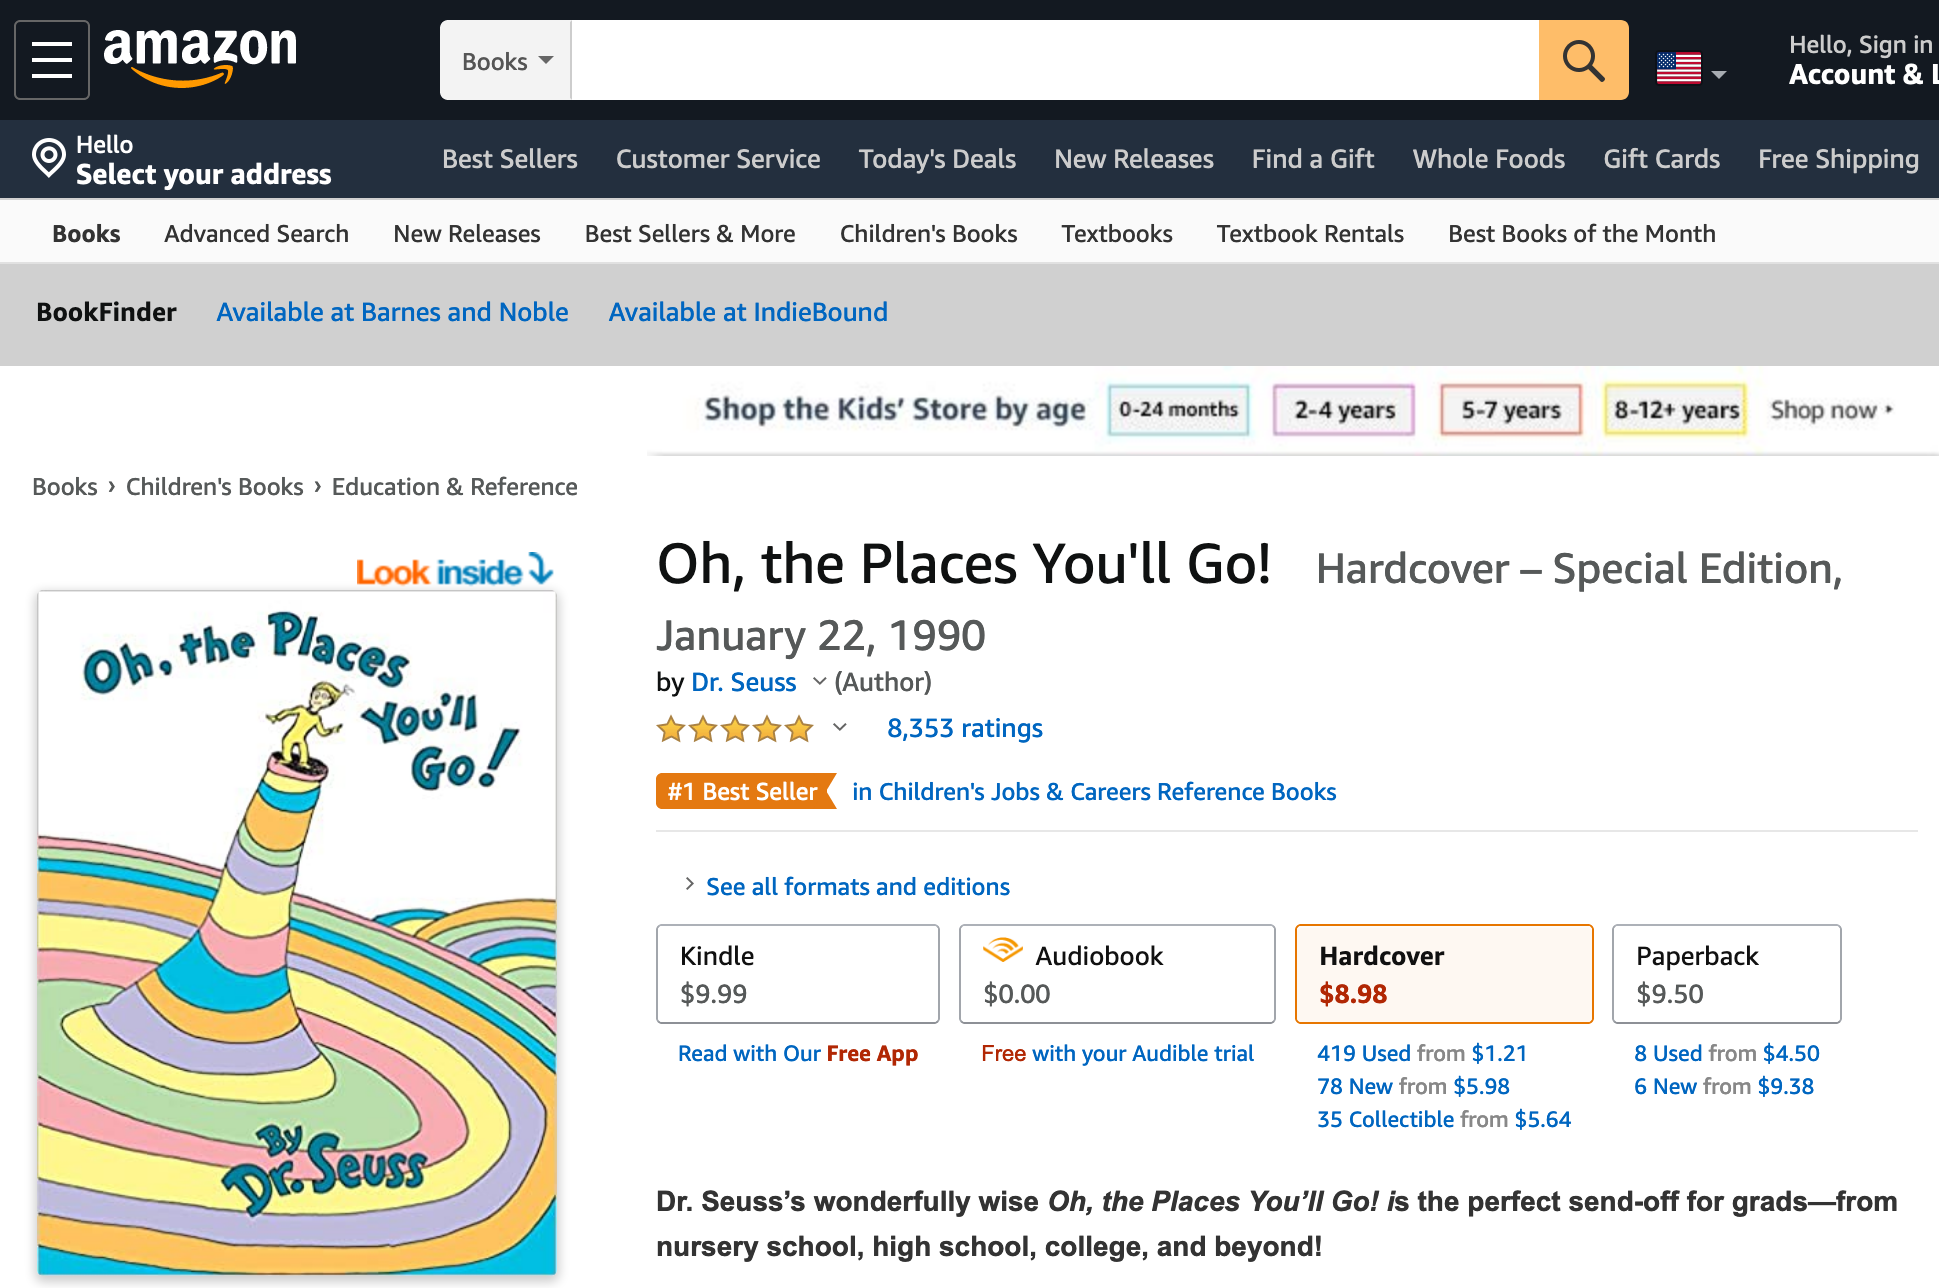 amazon
Books
Hello, Sign in
Account &
Hello
Select your address
Best Sellers Customer Service Today's Deals New Releases Find a Gift Whole Foods Gift Cards Free Shipping
Books Advanced Search New Releases Best Sellers & More Children's Books Textbooks Textbook Rentals Best Books of the Month
BookFinder Available at Barnes and Noble Available at IndieBound
Shop the Kids’ Store by age 0-24 months 2-4 years 5-7 years 8-12+ years Shop now ▸
Books › Children's Books › Education & Reference
Look inside
Oh, the Places
You'll
Go!
By
Dr. Seuss
Oh, the Places You'll Go! Hardcover – Special Edition,
January 22, 1990
by Dr. Seuss (Author)
8,353 ratings
#1 Best Seller in Children's Jobs & Careers Reference Books
See all formats and editions
Kindle
$9.99
Read with Our Free App
Audiobook
$0.00
Free with your Audible trial
Hardcover
$8.98
419 Used from $1.21
78 New from $5.98
35 Collectible from $5.64
Paperback
$9.50
8 Used from $4.50
6 New from $9.38
Dr. Seuss’s wonderfully wise Oh, the Places You’ll Go! is the perfect send-off for grads—from
nursery school, high school, college, and beyond!